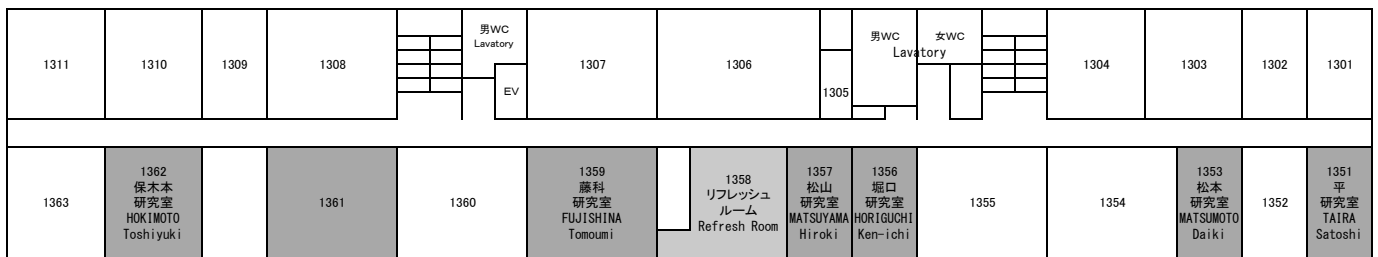 1311
1310
1309
1308
男WC
Lavatory
EV
1307
1306
1305
男WC
女WC
Lavatory
1304
1303
1302
1301
1363
1362
保木本
研究室
HOKIMOTO
Toshiyuki
1361
1360
1359
藤科
研究室
FUJISHINA
Tomoumi
1358
リフレッシュ
ルーム
Refresh Room
1357
松山
研究室
MATSUYAMA
Hiroki
1356
堀口
研究室
HORIGUCHI
Ken-ichi
1355
1354
1353
松本
研究室
MATSUMOTO
Daiki
1352
1351
平
研究室
TAIRA
Satoshi